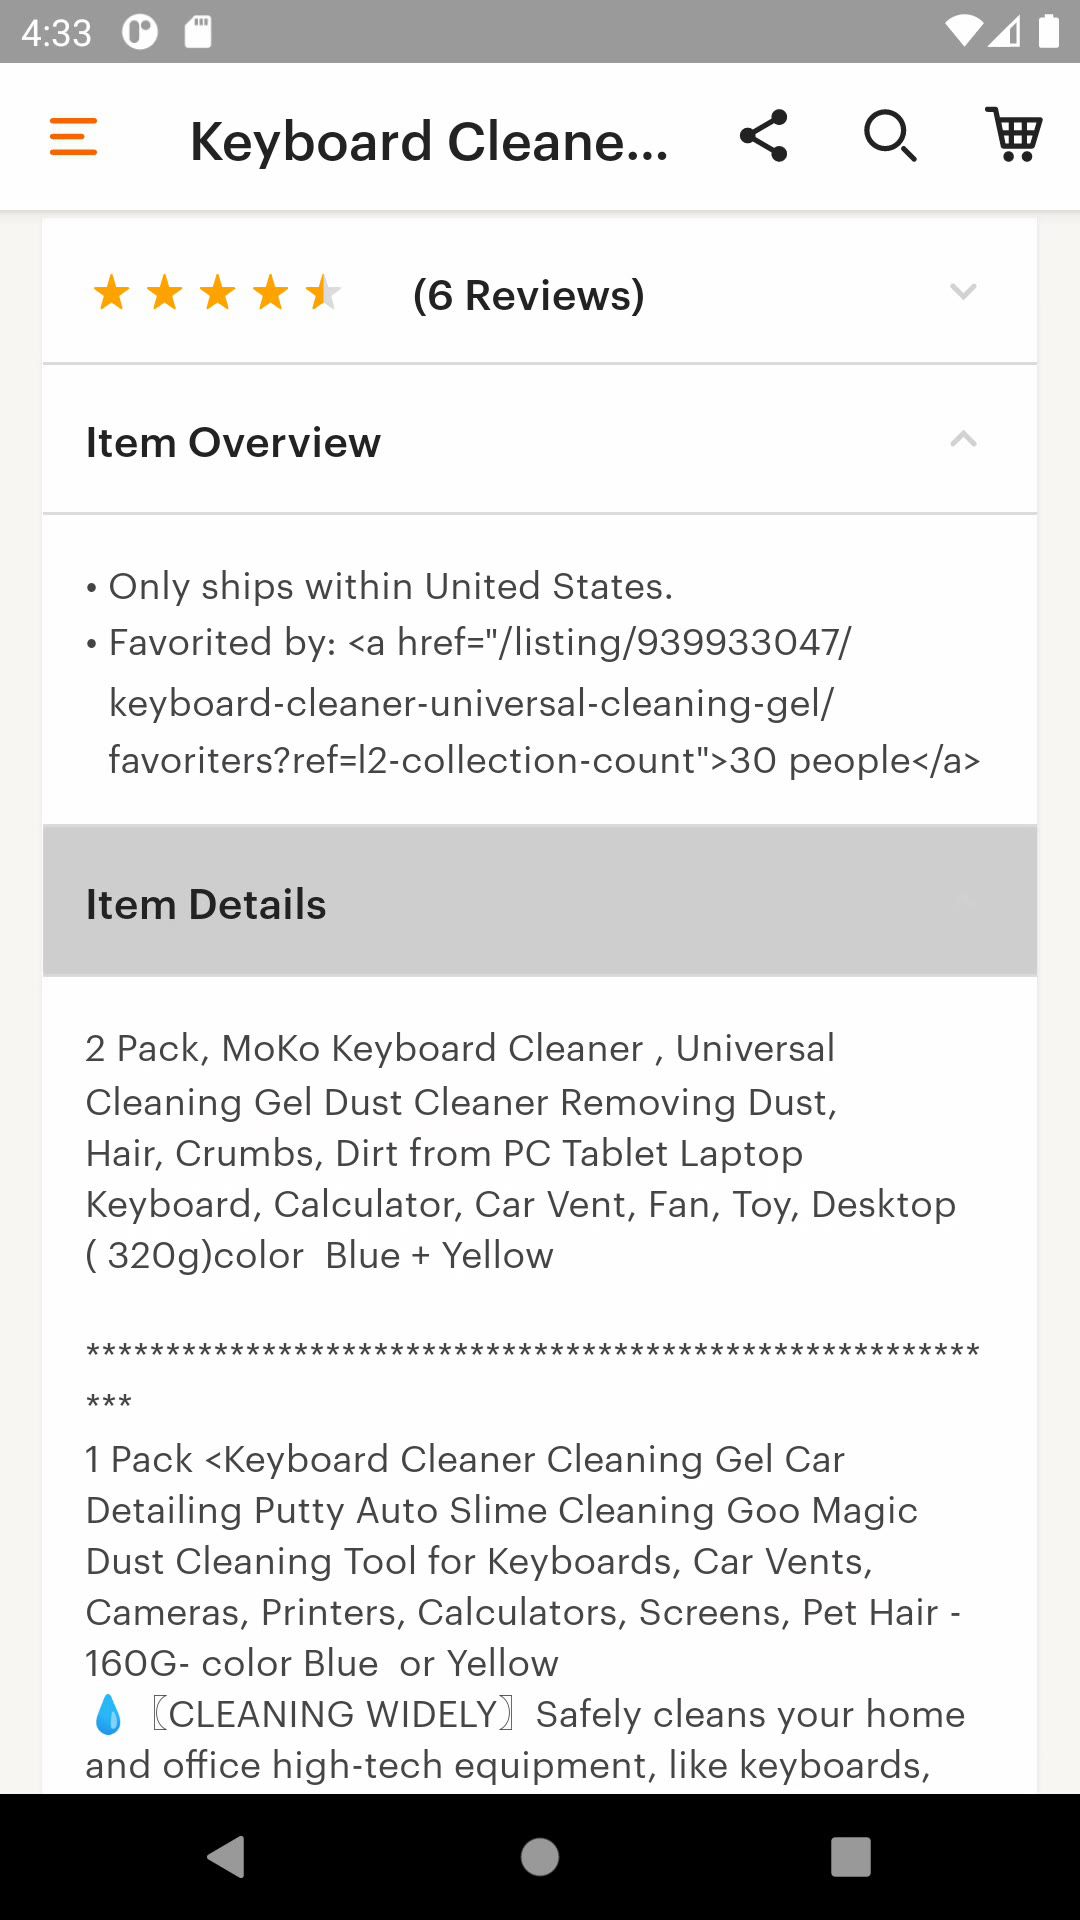 4:33
Keyboard Cleane...
(6 Reviews)
Item Overview
• Only ships within United States.
• Favorited by: <a href="/listing/939933047/
keyboard-cleaner-universal-cleaning-gel/
favoriters?ref=l2-collection-count">30 people</a>
Item Details
2 Pack, MoKo Keyboard Cleaner , Universal
Cleaning Gel Dust Cleaner Removing Dust,
Hair, Crumbs, Dirt from PC Tablet Laptop
Keyboard, Calculator, Car Vent, Fan, Toy, Desktop
( 320g)color  Blue + Yellow
********************************************************
***
1 Pack <Keyboard Cleaner Cleaning Gel Car
Detailing Putty Auto Slime Cleaning Goo Magic
Dust Cleaning Tool for Keyboards, Car Vents,
Cameras, Printers, Calculators, Screens, Pet Hair -
160G- color Blue  or Yellow
💧 〖CLEANING WIDELY〗Safely cleans your home
and office high-tech equipment, like keyboards,